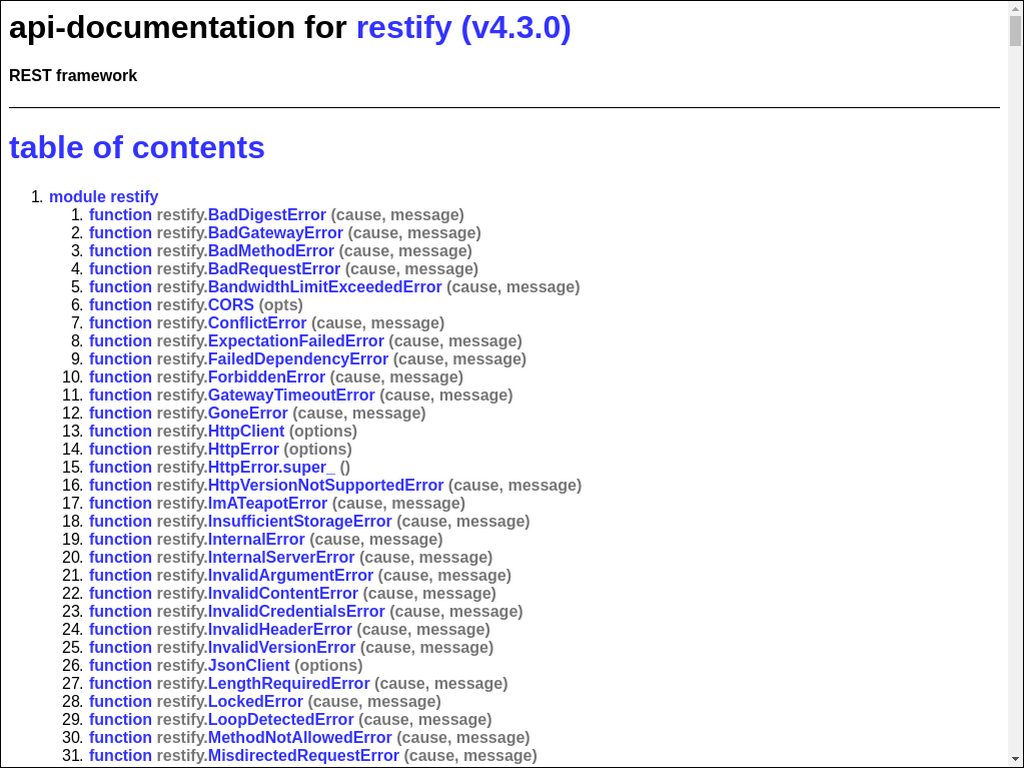 api-documentation for restify (v4.3.0)
REST framework
table of contents
1. module restify
1. function restify.BadDigestError (cause, message)
2. function restify.BadGatewayError (cause, message)
3. function restify.BadMethodError (cause, message)
4. function restify.BadRequestError (cause, message)
5. function restify.BandwidthLimitExceededError (cause, message)
6. function restify.CORS (opts)
7. function restify.ConflictError (cause, message)
8. function restify.ExpectationFailedError (cause, message)
9. function restify.FailedDependencyError (cause, message)
10. function restify.ForbiddenError (cause, message)
11. function restify.GatewayTimeoutError (cause, message)
12. function restify.GoneError (cause, message)
13. function restify.HttpClient (options)
14. function restify.HttpError (options)
15. function restify.HttpError.super_ ()
16. function restify.HttpVersionNotSupportedError (cause, message)
17. function restify.ImATeapotError (cause, message)
18. function restify.InsufficientStorageError (cause, message)
19. function restify.InternalError (cause, message)
20. function restify.InternalServerError (cause, message)
21. function restify.InvalidArgumentError (cause, message)
22. function restify.InvalidContentError (cause, message)
23. function restify.InvalidCredentialsError (cause, message)
24. function restify.InvalidHeaderError (cause, message)
25. function restify.InvalidVersionError (cause, message)
26. function restify.JsonClient (options)
27. function restify.LengthRequiredError (cause, message)
28. function restify.LockedError (cause, message)
29. function restify.LoopDetectedError (cause, message)
30. function restify.MethodNotAllowedError (cause, message)
31. function restify.MisdirectedRequestError (cause, message)